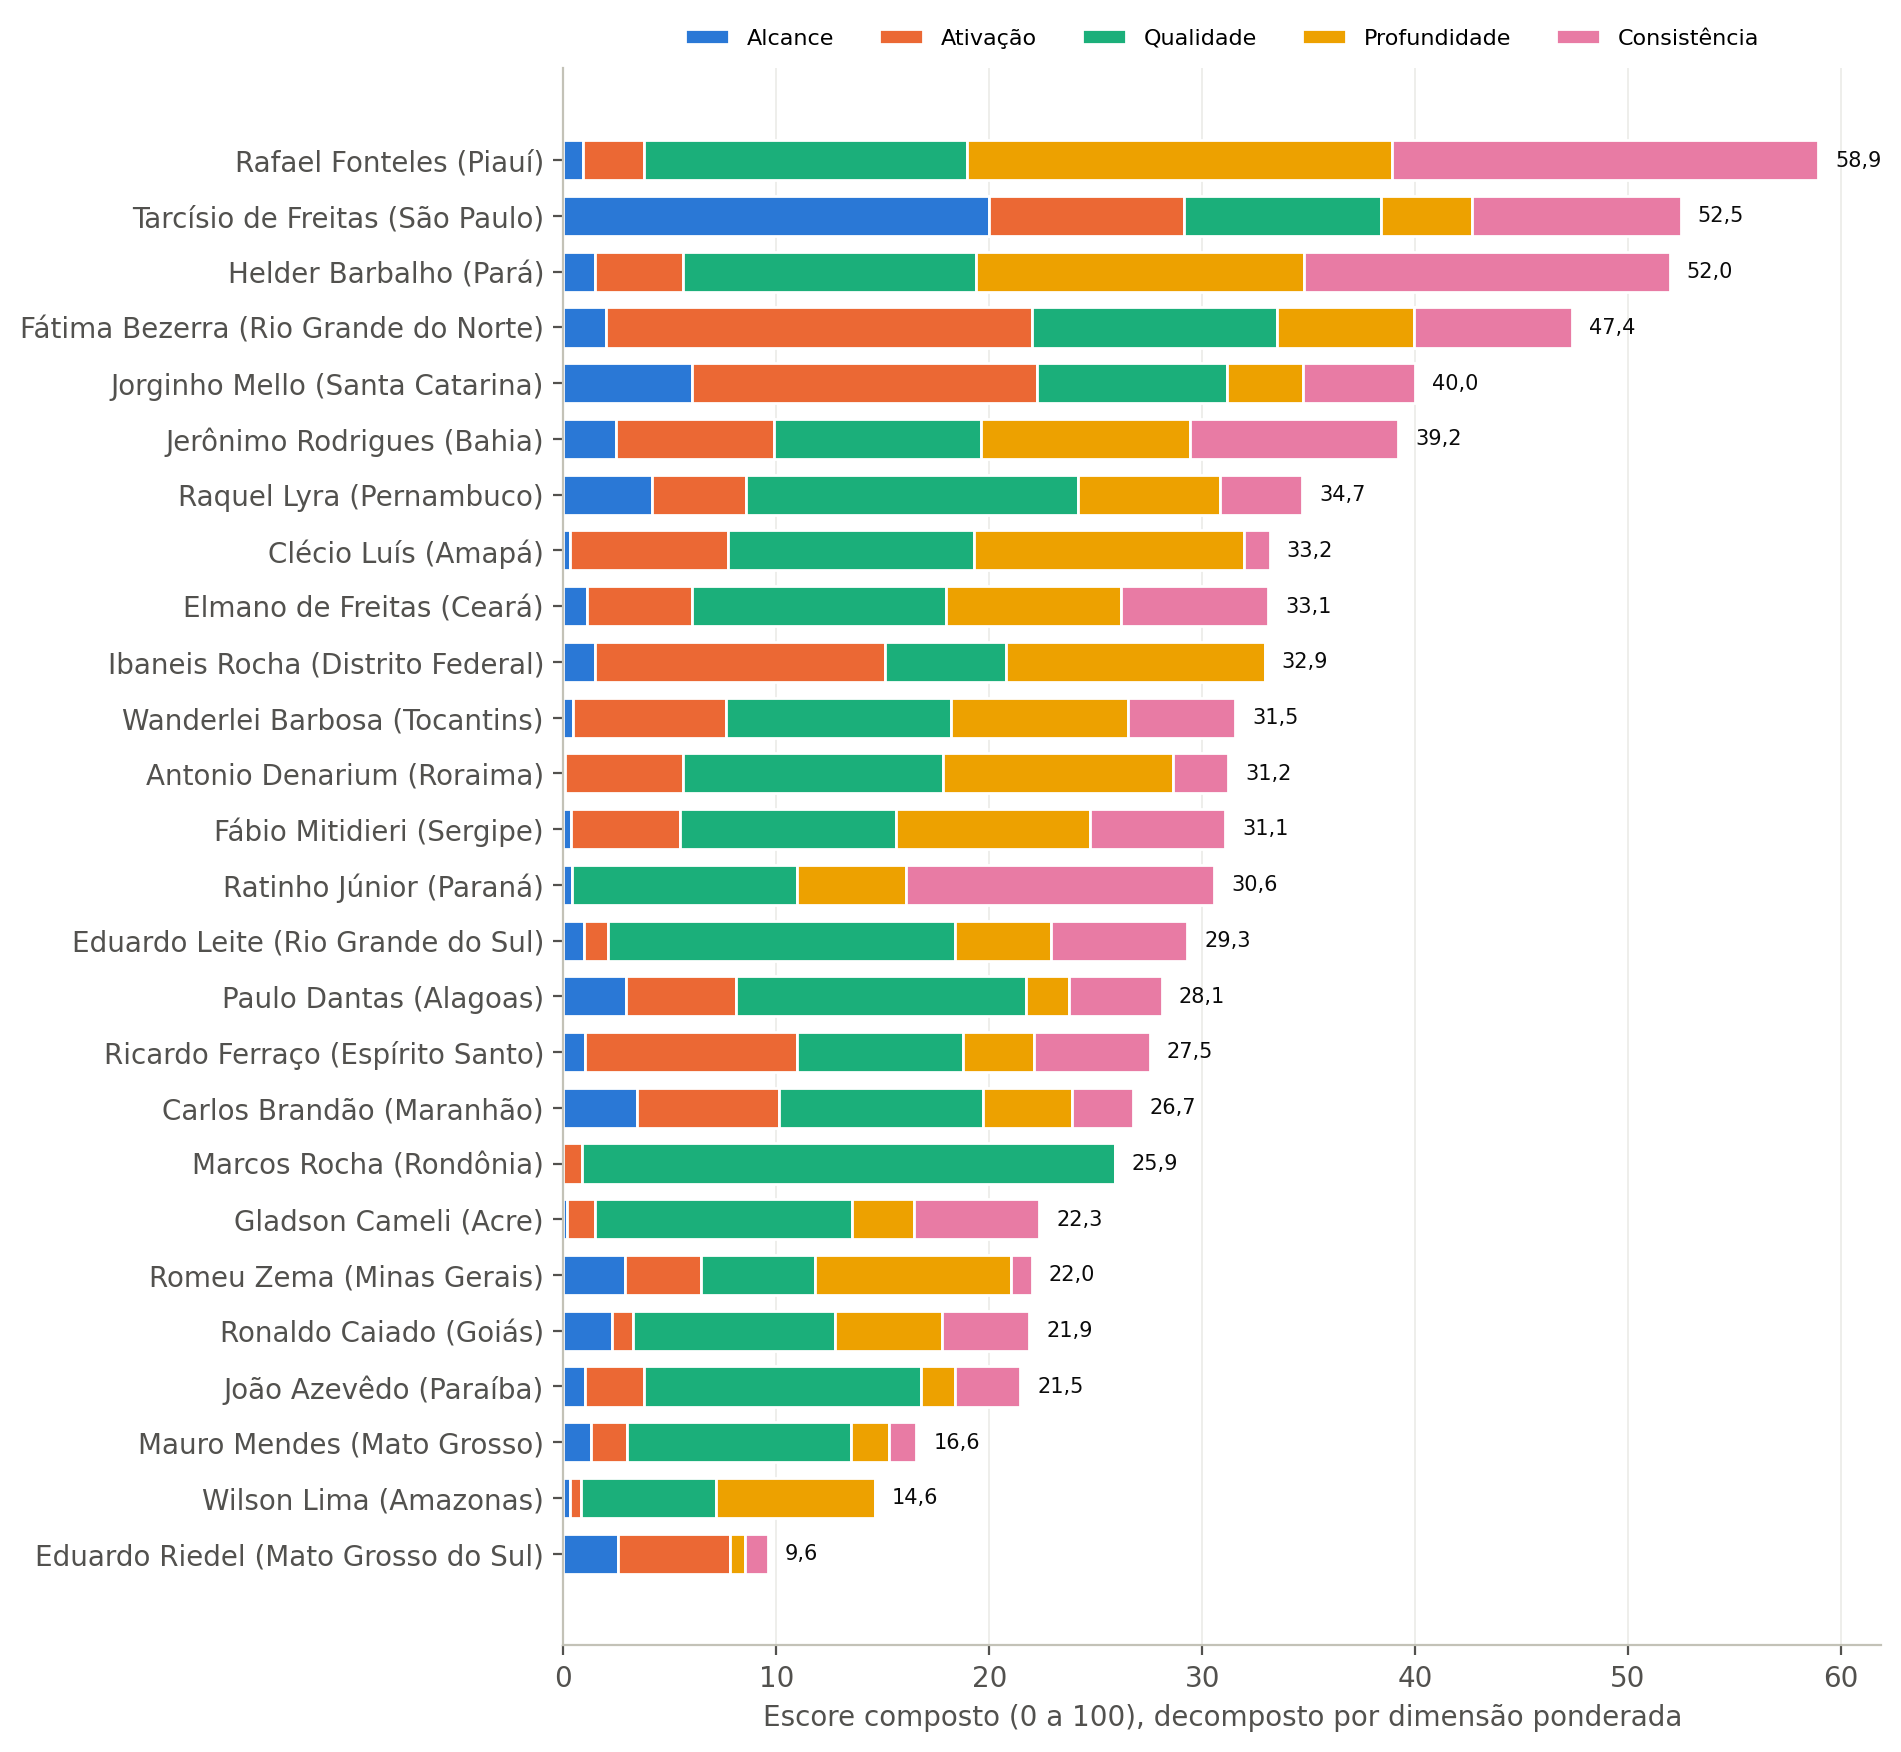 Alcance Ativação Qualidade Profundidade Consistência
Rafael Fonteles (Piauí) 58,9
Tarcísio de Freitas (São Paulo) 52,5
Helder Barbalho (Pará) 52,0
Fátima Bezerra (Rio Grande do Norte) 47,4
Jorginho Mello (Santa Catarina) 40,0
Jerônimo Rodrigues (Bahia) 39,2
Raquel Lyra (Pernambuco) 34,7
Clécio Luís (Amapá) 33,2
Elmano de Freitas (Ceará) 33,1
Ibaneis Rocha (Distrito Federal) 32,9
Wanderlei Barbosa (Tocantins) 31,5
Antonio Denarium (Roraima) 31,2
Fábio Mitidieri (Sergipe) 31,1
Ratinho Júnior (Paraná) 30,6
Eduardo Leite (Rio Grande do Sul) 29,3
Paulo Dantas (Alagoas) 28,1
Ricardo Ferraço (Espírito Santo) 27,5
Carlos Brandão (Maranhão) 26,7
Marcos Rocha (Rondônia) 25,9
Gladson Cameli (Acre) 22,3
Romeu Zema (Minas Gerais) 22,0
Ronaldo Caiado (Goiás) 21,9
João Azevêdo (Paraíba) 21,5
Mauro Mendes (Mato Grosso) 16,6
Wilson Lima (Amazonas) 14,6
Eduardo Riedel (Mato Grosso do Sul) 9,6
0 10 20 30 40 50 60
Escore composto (0 a 100), decomposto por dimensão ponderada